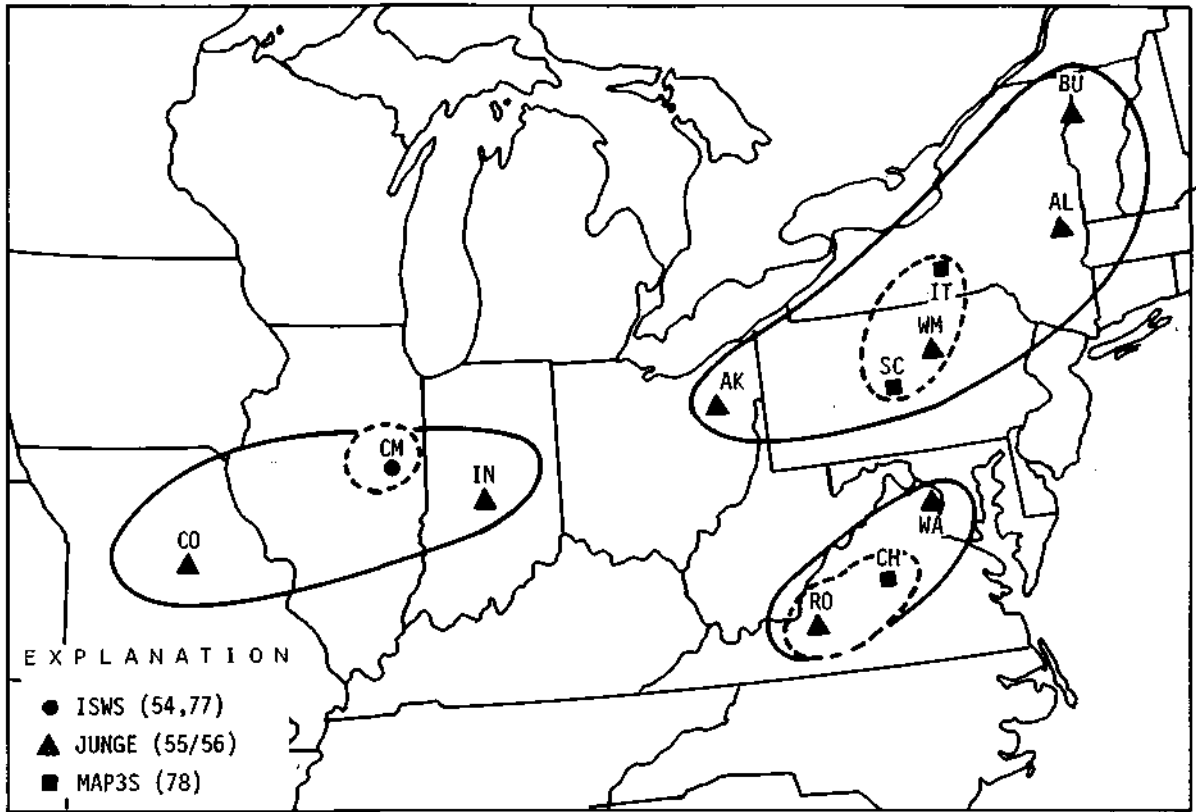 BU
AL
IT
WM
SC
AK
CM
IN
WA
CO
CH
RO
EXPLANATION
ISWS (54,77)
JUNGE (55/56)
MAP3S (78)